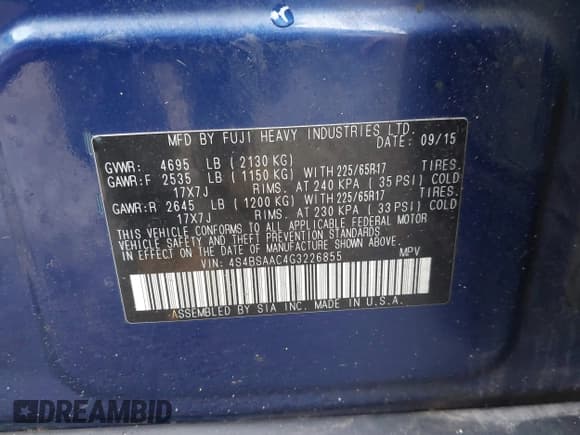 MFD BY FUJI HEAVY INDUSTRIES LTD.
DATE: 09/15
GVWR: 4695 LB ( 2130 KG)
GAWR:F 2535 LB ( 1150 KG) WITH 225/65R17 TIRES.
17X7J RIMS. AT 240 KPA ( 35 PSI) COLD
GAWR:R 2645 LB ( 1200 KG) WITH 225/65R17 TIRES.
17X7J RIMS. AT 230 KPA ( 33 PSI) COLD
THIS VEHICLE CONFORMS TO ALL APPLICABLE FEDERAL MOTOR
VEHICLE SAFETY AND THEFT PREVENTION STANDARDS
IN EFFECT ON THE DATE OF MANUFACTURE SHOWN ABOVE.
VIN: 4S4BSAAC4G3226855 MPV
ASSEMBLED BY SIA INC. MADE IN U.S.A.
DREAMBID